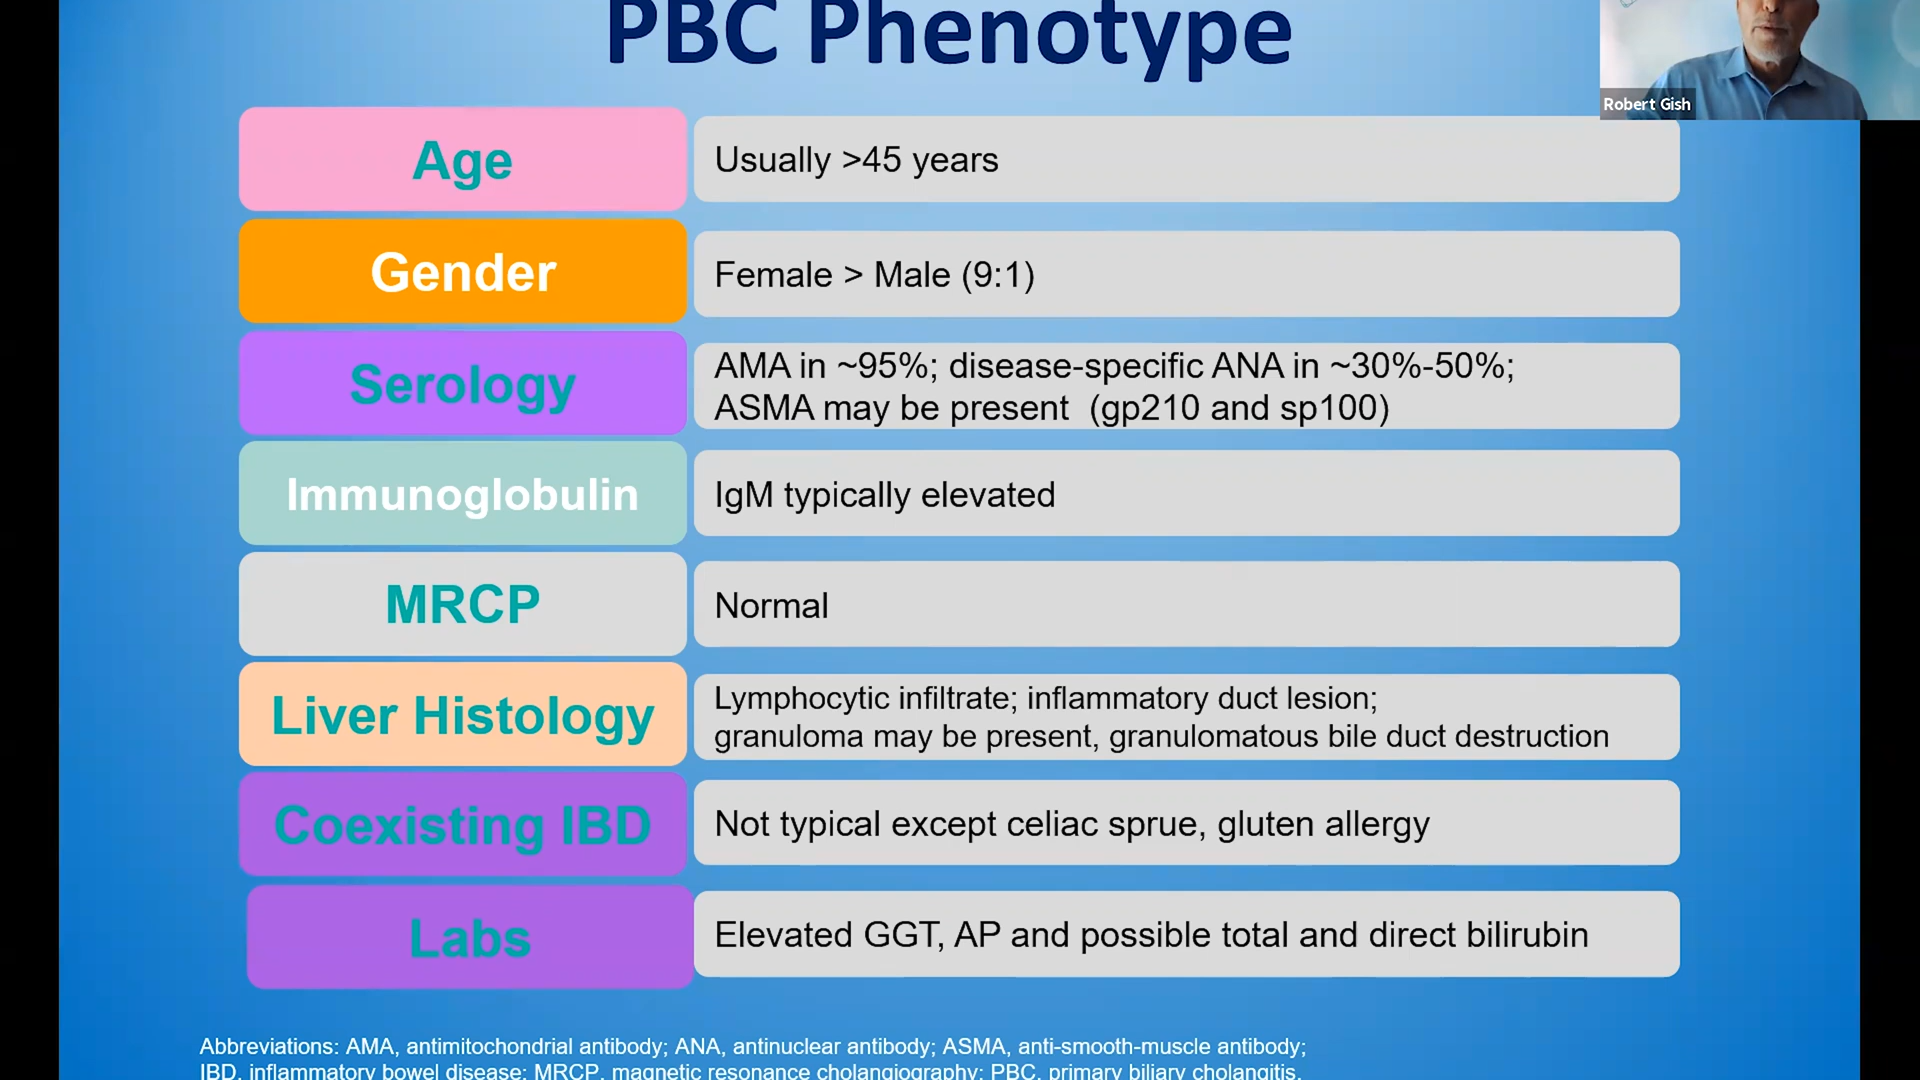 PBC Phenotype
Robert Gish
Age
Usually >45 years
Gender
Female > Male (9:1)
Serology
AMA in ~95%; disease-specific ANA in ~30%-50%;
ASMA may be present (gp210 and sp100)
Immunoglobulin
IgM typically elevated
MRCP
Normal
Liver Histology
Lymphocytic infiltrate; inflammatory duct lesion;
granuloma may be present, granulomatous bile duct destruction
Coexisting IBD
Not typical except celiac sprue, gluten allergy
Labs
Elevated GGT, AP and possible total and direct bilirubin
Abbreviations: AMA, antimitochondrial antibody; ANA, antinuclear antibody; ASMA, anti-smooth-muscle antibody;
IBD, inflammatory bowel disease; MRCP, magnetic resonance cholangiography; PBC, primary biliary cholangitis.